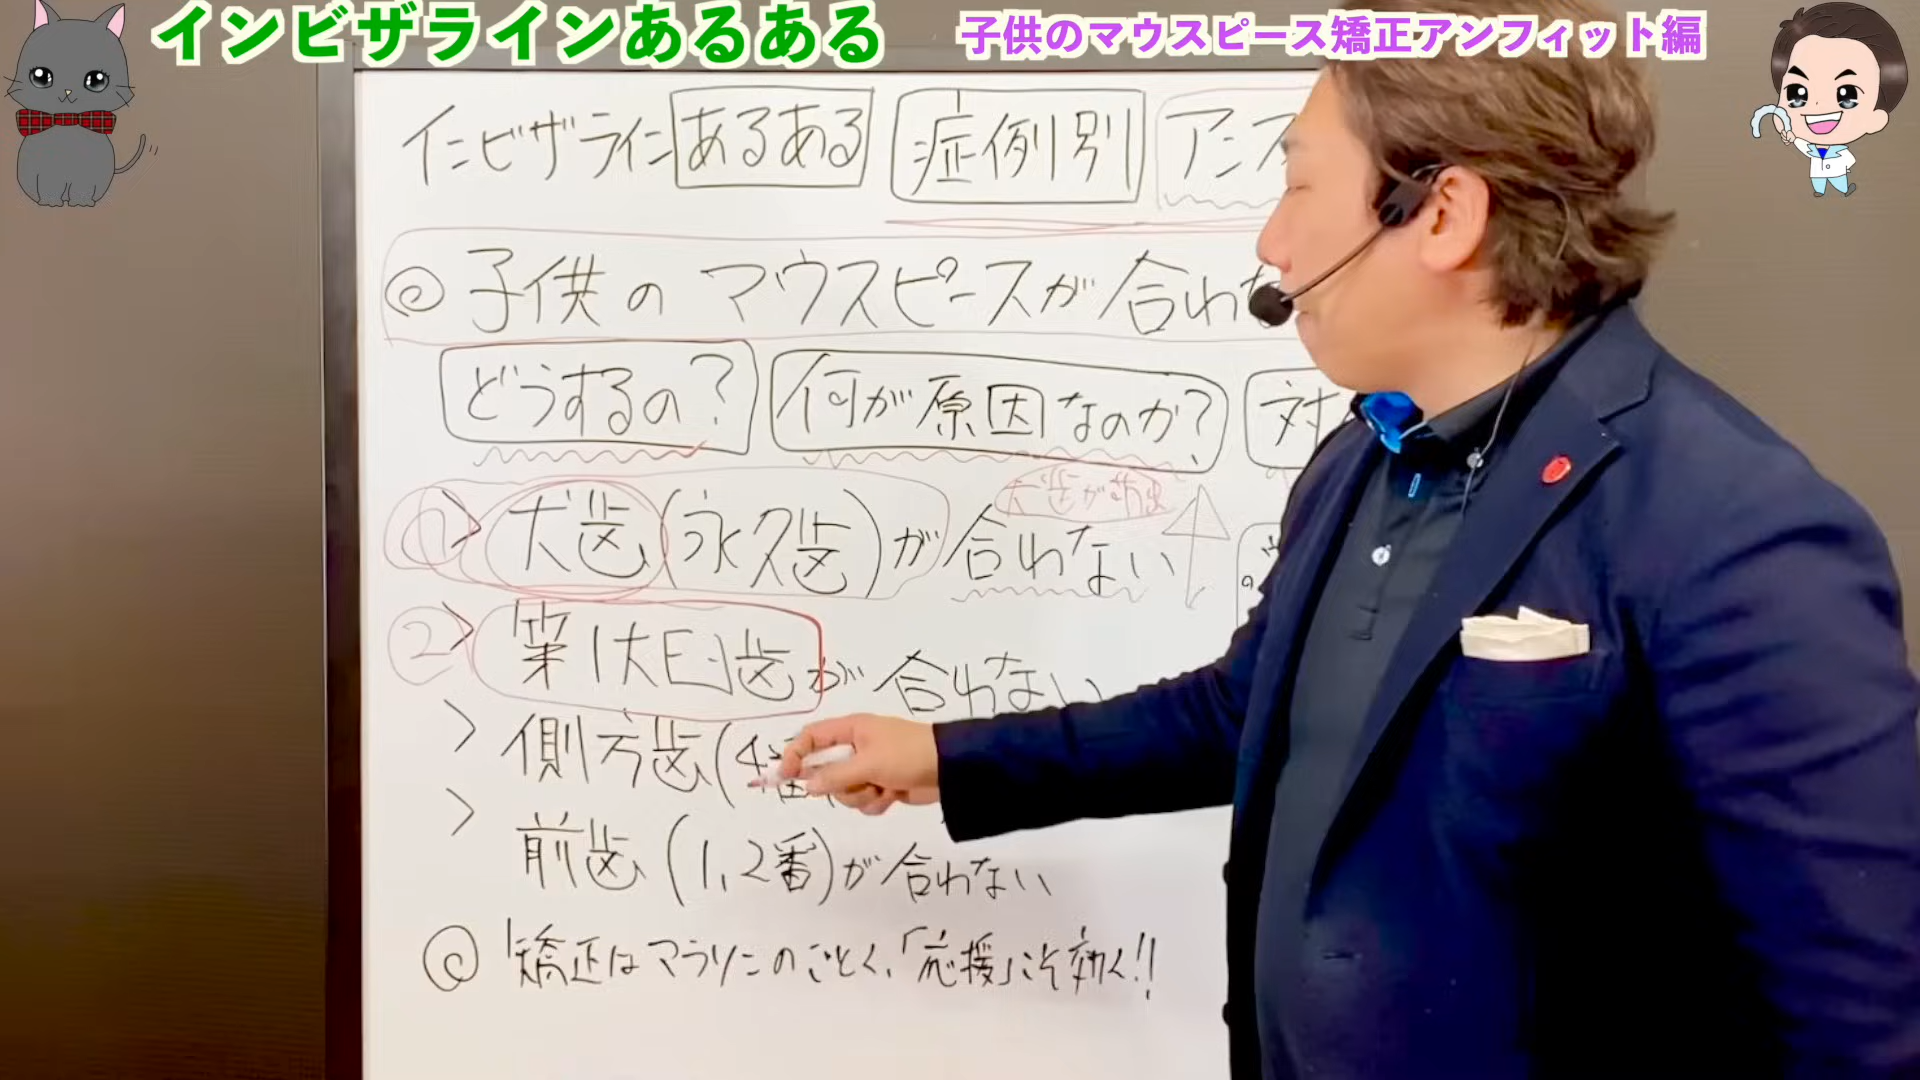 インビザラインあるある
子供のマウスピース矯正アンフィット編
インビザライン あるある 症例別 アンフ
◎子供のマウスピースが合わな
どうするの? 何が原因なのか? 対
① > 犬歯(永久歯)が合わない
② > 第1大臼歯が合わない
> 側方歯(4番
> 前歯(1,2番)が合わない
◎ 矯正はマラソンのごとく、「応援」こそ効く!!